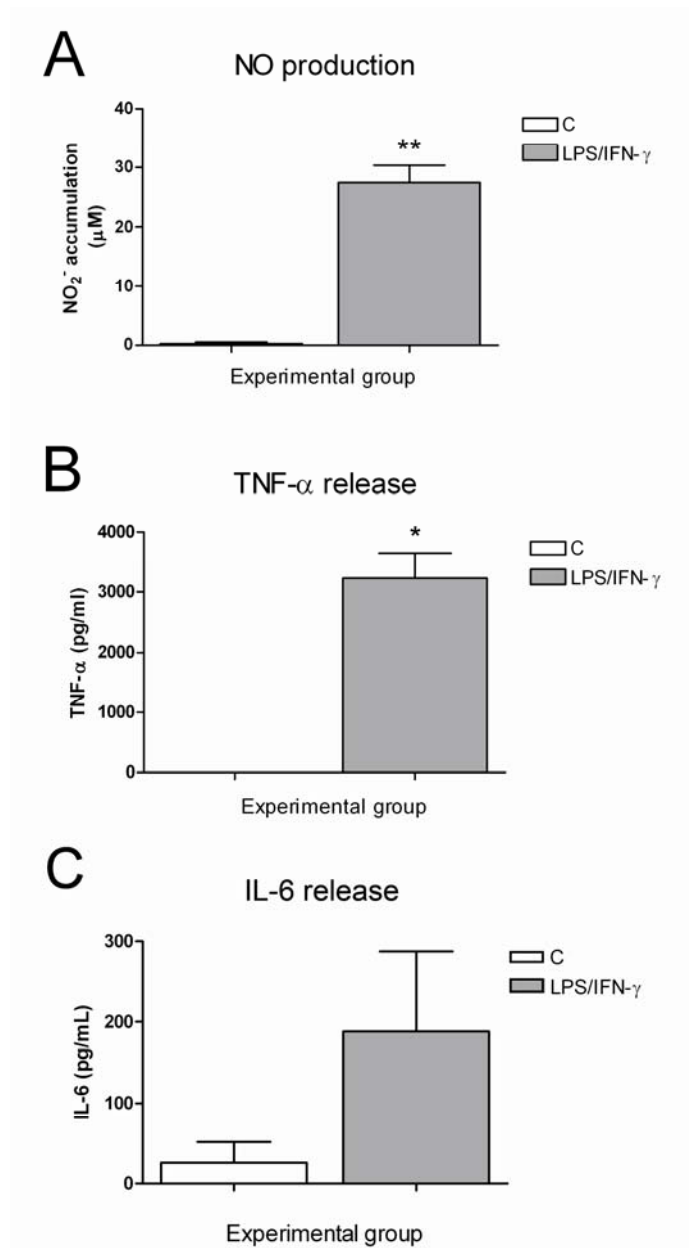 A
NO production
40
30
20
10
0
NO₂⁻ accumulation
(μM)
**
C
LPS/IFN-γ
Experimental group
B
TNF-α release
4000
3000
2000
1000
0
TNF-α (pg/ml)
*
C
LPS/IFN-γ
Experimental group
C
IL-6 release
300
200
100
0
IL-6 (pg/mL)
C
LPS/IFN-γ
Experimental group